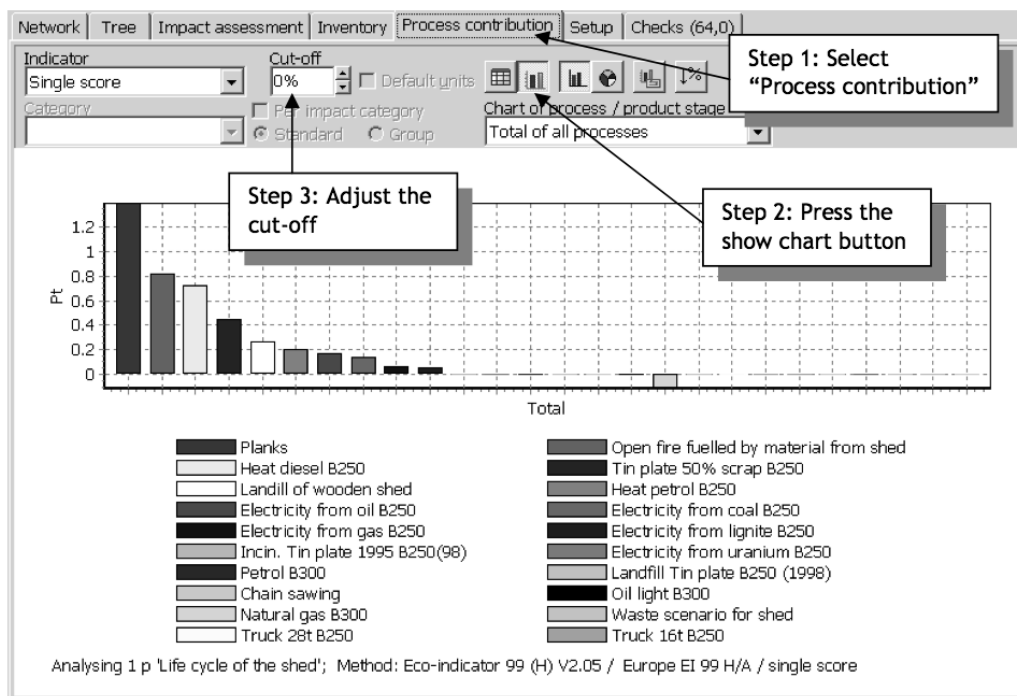 Network Tree Impact assessment Inventory Process contribution Setup Checks (64,0)
Step 1: Select
“Process contribution”
Indicator
Single score
Cut-off
0%
Default units
Category
Per impact category
Standard Group
Chart of process / product stage
Total of all processes
Step 3: Adjust the
cut-off
Step 2: Press the
show chart button
Pt
1.2
1
0.8
0.6
0.4
0.2
0
Total
Planks
Open fire fuelled by material from shed
Heat diesel B250
Tin plate 50% scrap B250
Landill of wooden shed
Heat petrol B250
Electricity from oil B250
Electricity from coal B250
Electricity from gas B250
Electricity from lignite B250
Incin. Tin plate 1995 B250(98)
Electricity from uranium B250
Petrol B300
Landfill Tin plate B250 (1998)
Chain sawing
Oil light B300
Natural gas B300
Waste scenario for shed
Truck 28t B250
Truck 16t B250
Analysing 1 p 'Life cycle of the shed'; Method: Eco-indicator 99 (H) V2.05 / Europe EI 99 H/A / single score